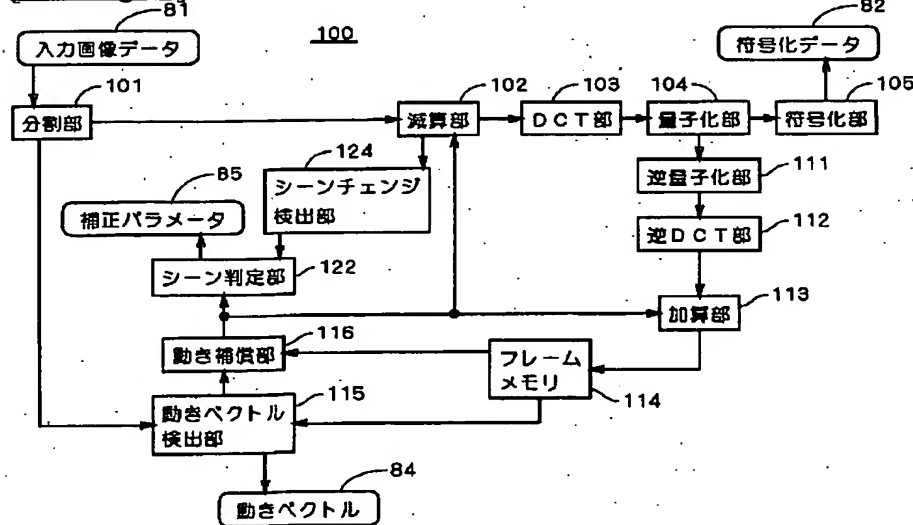 81
入力画像データ
100
82
符号化データ
101
分割部
102
減算部
103
DCT部
104
量子化部
105
符号化部
124
シーンチェンジ
検出部
111
逆量子化部
85
補正パラメータ
112
逆DCT部
シーン判定部
122
113
加算部
116
動き補償部
フレーム
メモリ
114
115
動きベクトル
検出部
84
動きベクトル